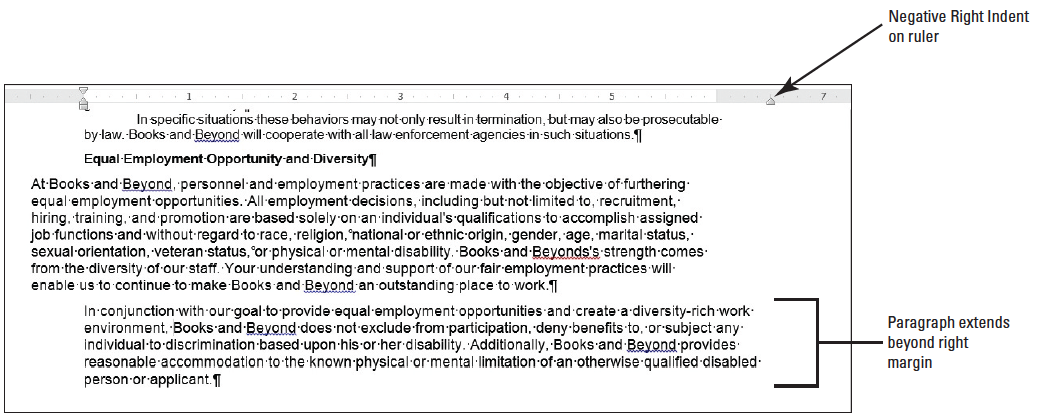 Negative Right Indent
on ruler
1 2 3 4 5 7
In·specific·situations·these·behaviors·may·not·only·result·in·termination,·but·may·also·be·prosecutable·
by·law.·Books·and·Beyond·will·cooperate·with·all·law·enforcement·agencies·in·such·situations.¶
Equal·Employment·Opportunity·and·Diversity¶
At·Books·and·Beyond,·personnel·and·employment·practices·are·made·with·the·objective·of·furthering·
equal·employment·opportunities.·All·employment·decisions,·including·but·not·limited·to,·recruitment,·
hiring,·training,·and·promotion·are·based·solely·on·an·individual's·qualifications·to·accomplish·assigned·
job·functions·and·without·regard·to·race,·religion,°national·or·ethnic·origin,·gender,·age,·marital·status,·
sexual·orientation,·veteran·status,°or·physical·or·mental·disability.·Books·and·Beyonds's·strength·comes·
from·the·diversity·of·our·staff.·Your·understanding·and·support·of·our·fair·employment·practices·will·
enable·us·to·continue·to·make·Books·and·Beyond·an·outstanding·place·to·work.¶
In·conjunction·with·our·goal·to·provide·equal·employment·opportunities·and·create·a·diversity-rich·work·
environment,·Books·and·Beyond·does·not·exclude·from·participation,·deny·benefits·to,·or·subject·any·
individual·to·discrimination·based·upon·his·or·her·disability.·Additionally,·Books·and·Beyond·provides·
reasonable·accommodation·to·the·known·physical·or·mental·limitation·of·an·otherwise·qualified·disabled·
person·or·applicant.¶
Paragraph extends
beyond right
margin